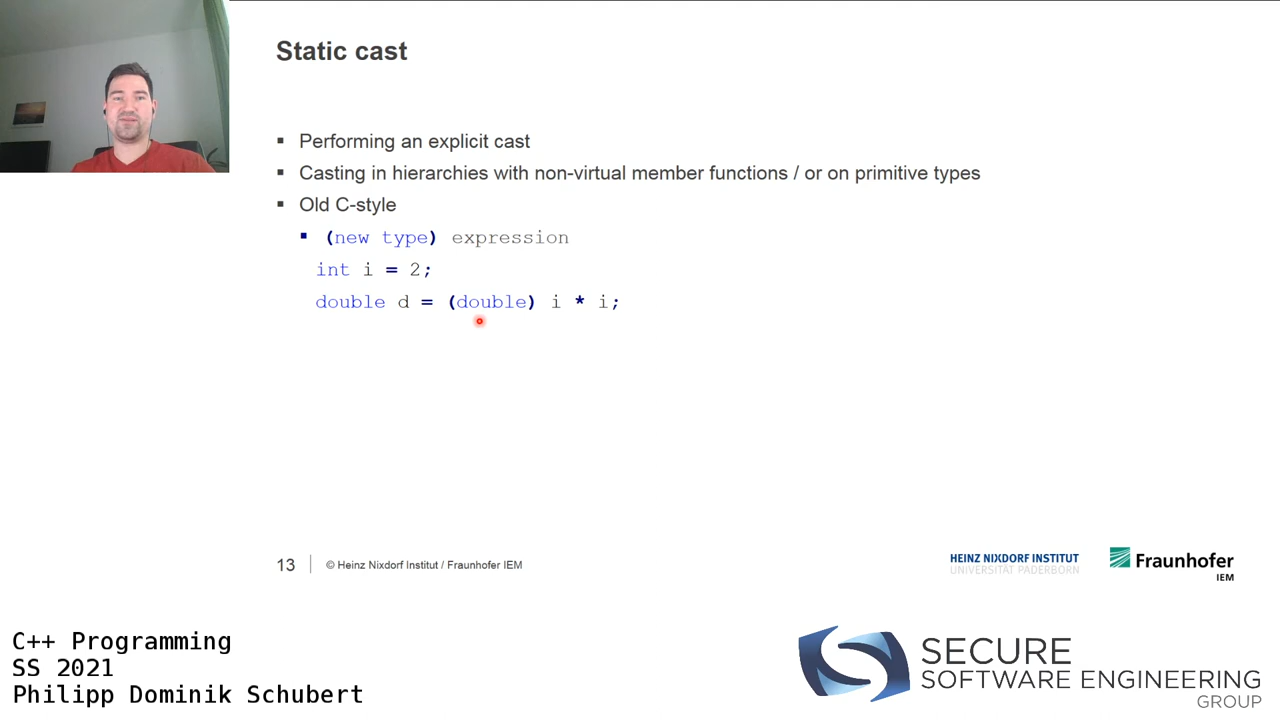 Static cast
▪ Performing an explicit cast
▪ Casting in hierarchies with non-virtual member functions / or on primitive types
▪ Old C-style
▪ (new type) expression
int i = 2;
double d = (double) i * i;
13 © Heinz Nixdorf Institut / Fraunhofer IEM
HEINZ NIXDORF INSTITUT
UNIVERSITÄT PADERBORN
Fraunhofer
IEM
C++ Programming
SS 2021
Philipp Dominik Schubert
SECURE
SOFTWARE ENGINEERING
GROUP